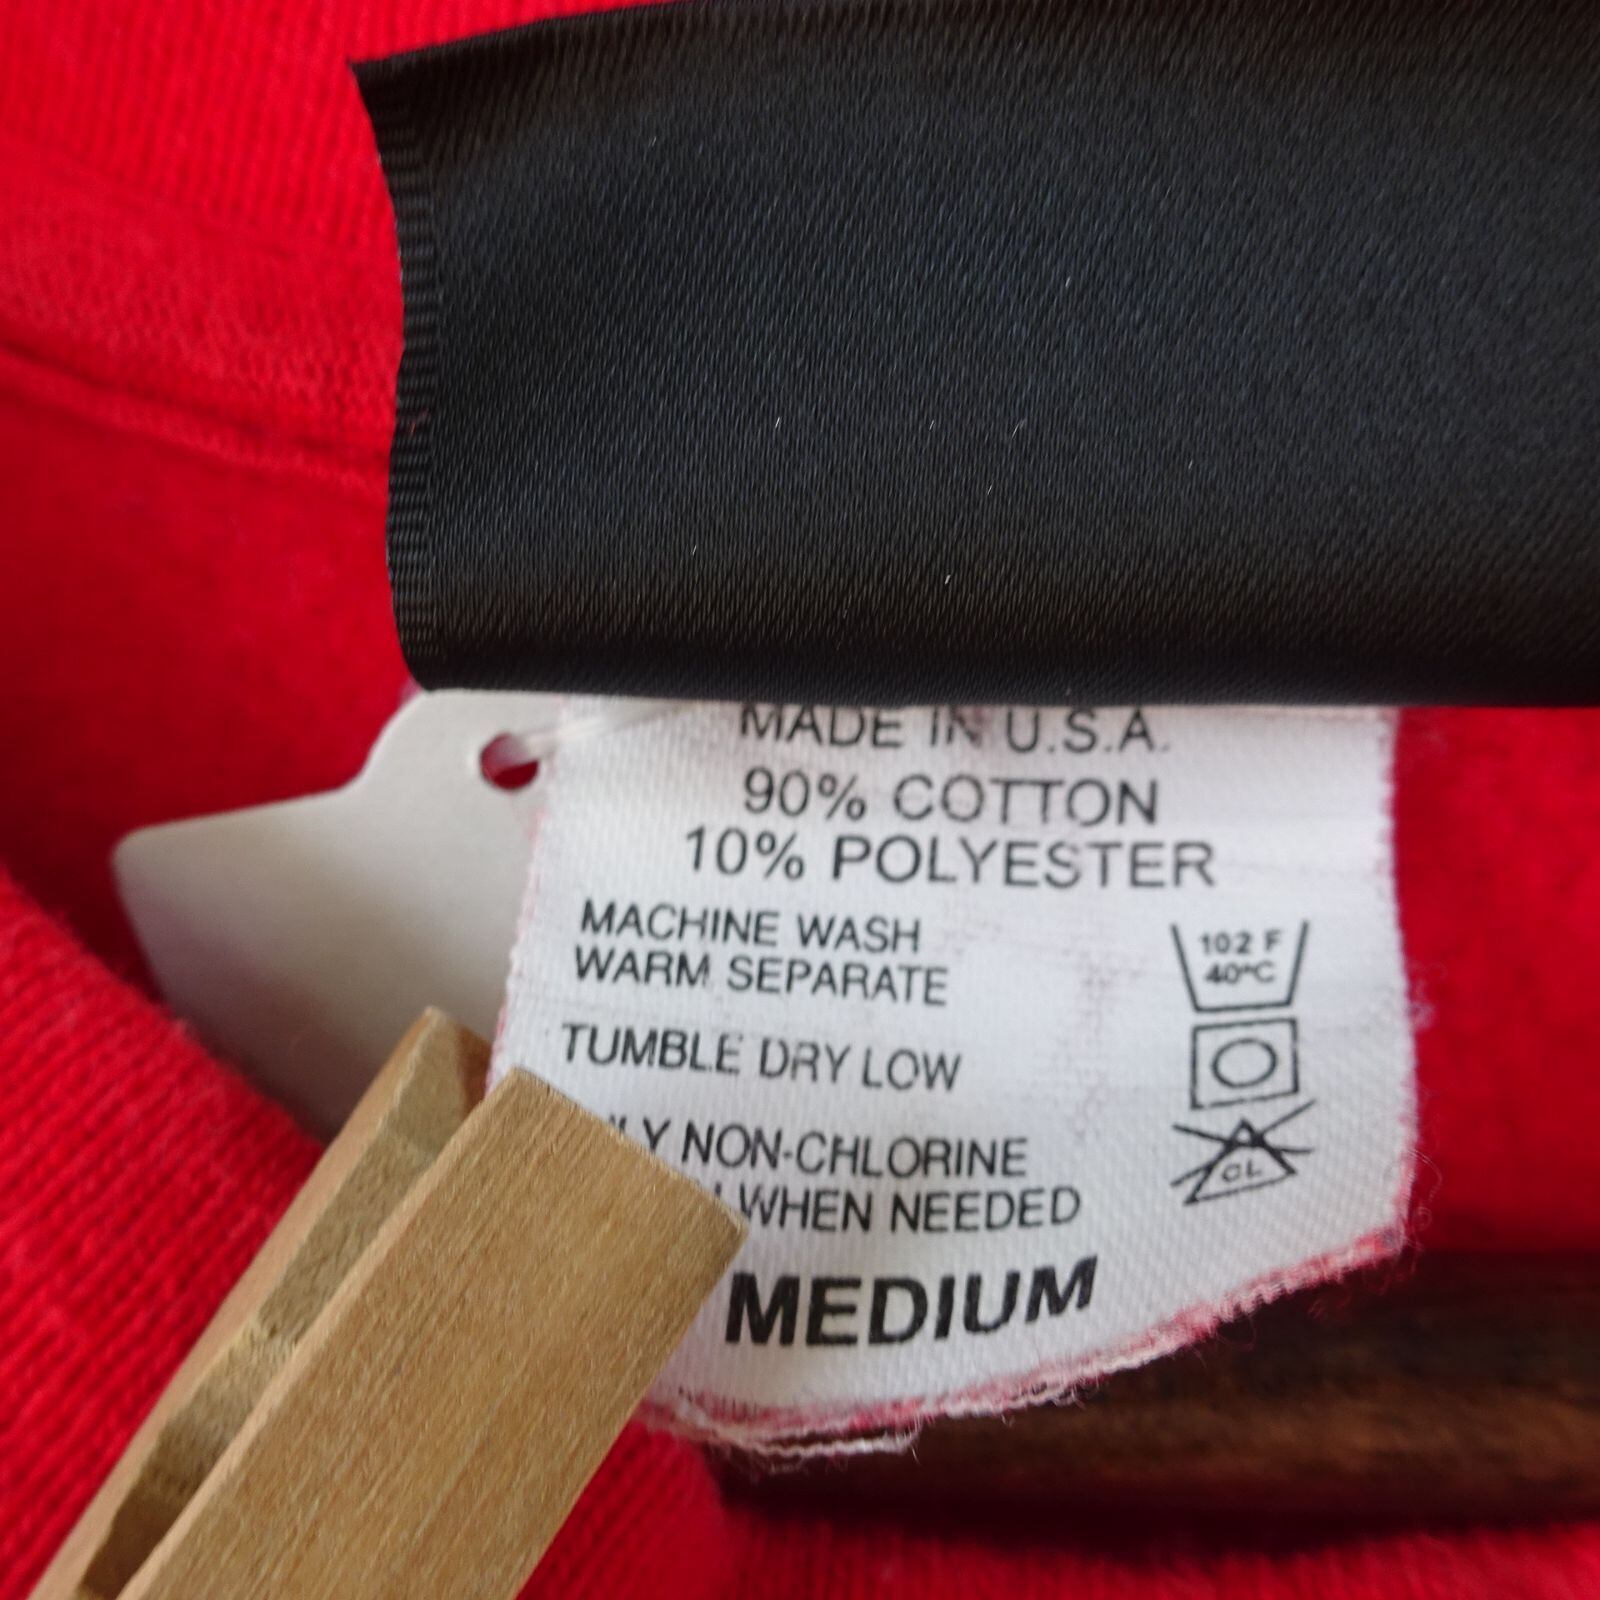 MADE IN U.S.A.
90% COTTON
10% POLYESTER
MACHINE WASH
WARM SEPARATE
102 F
40°C
TUMBLE DRY LOW
NON-CHLORINE
WHEN NEEDED
CL
MEDIUM